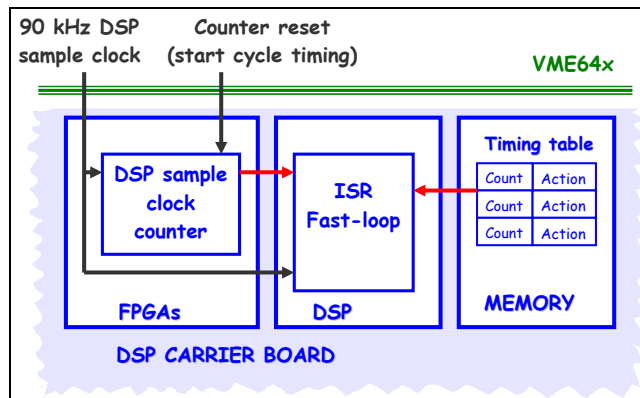 90 kHz DSP
sample clock
Counter reset
(start cycle timing)
VME64x
DSP sample
clock
counter
FPGAs
ISR
Fast-loop
DSP
Timing table
Count Action
Count Action
Count Action
MEMORY
DSP CARRIER BOARD